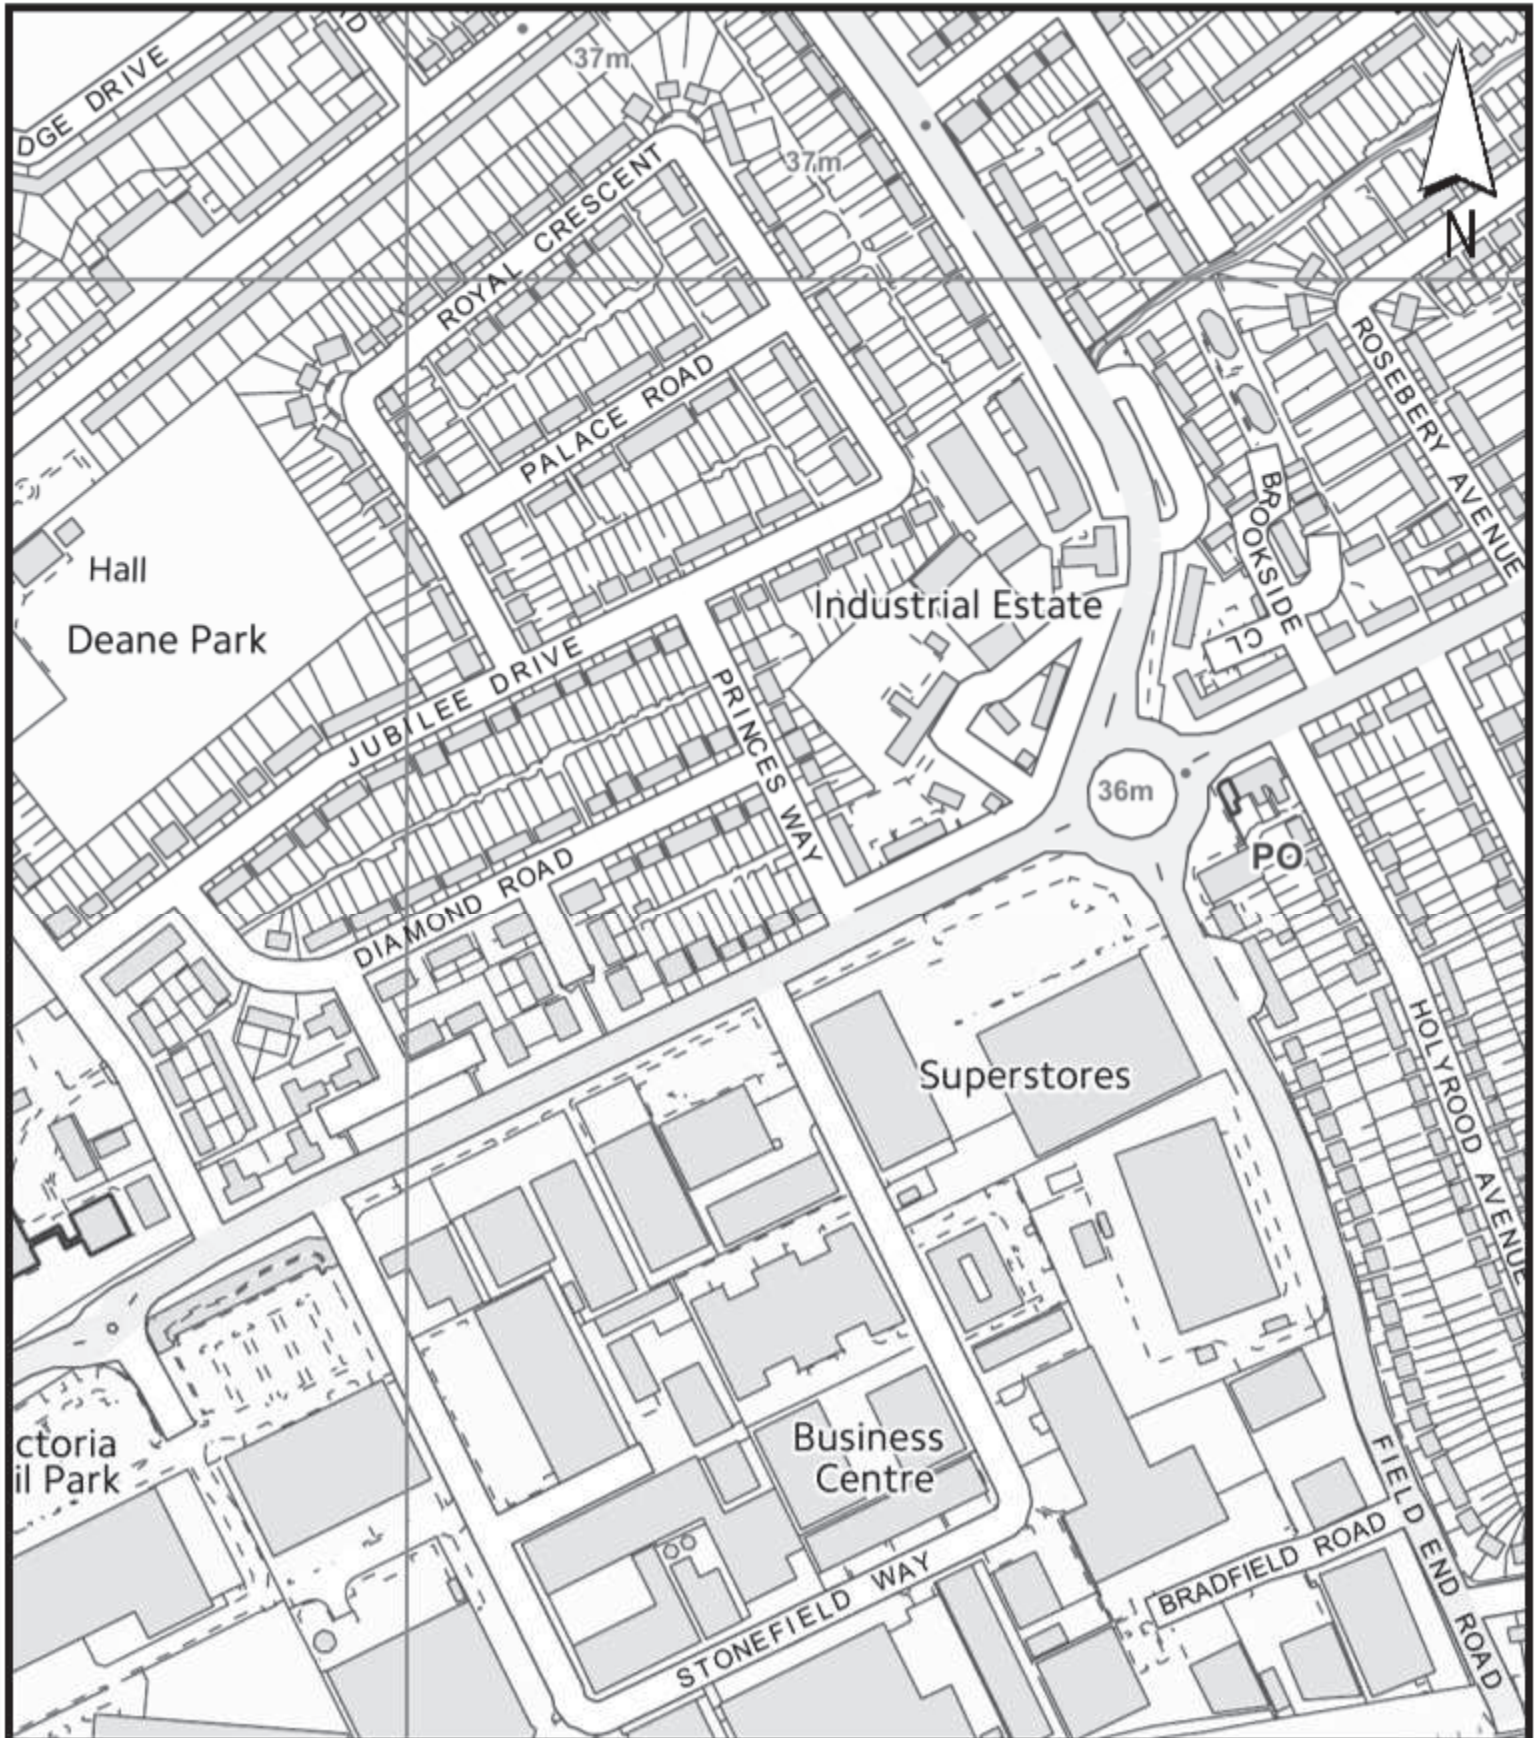 DGE DRIVE
37m
37m
N
ROYAL CRESCENT
PALACE ROAD
ROSEBERY AVENUE
BROOKSIDE
CL
Hall
Deane Park
Industrial Estate
JUBILEE DRIVE
PRINCES WAY
36m
PO
DIAMOND ROAD
Superstores
HOLYROOD AVENUE
ctoria
il Park
Business
Centre
FIELD END ROAD
BRADFIELD ROAD
STONEFIELD WAY